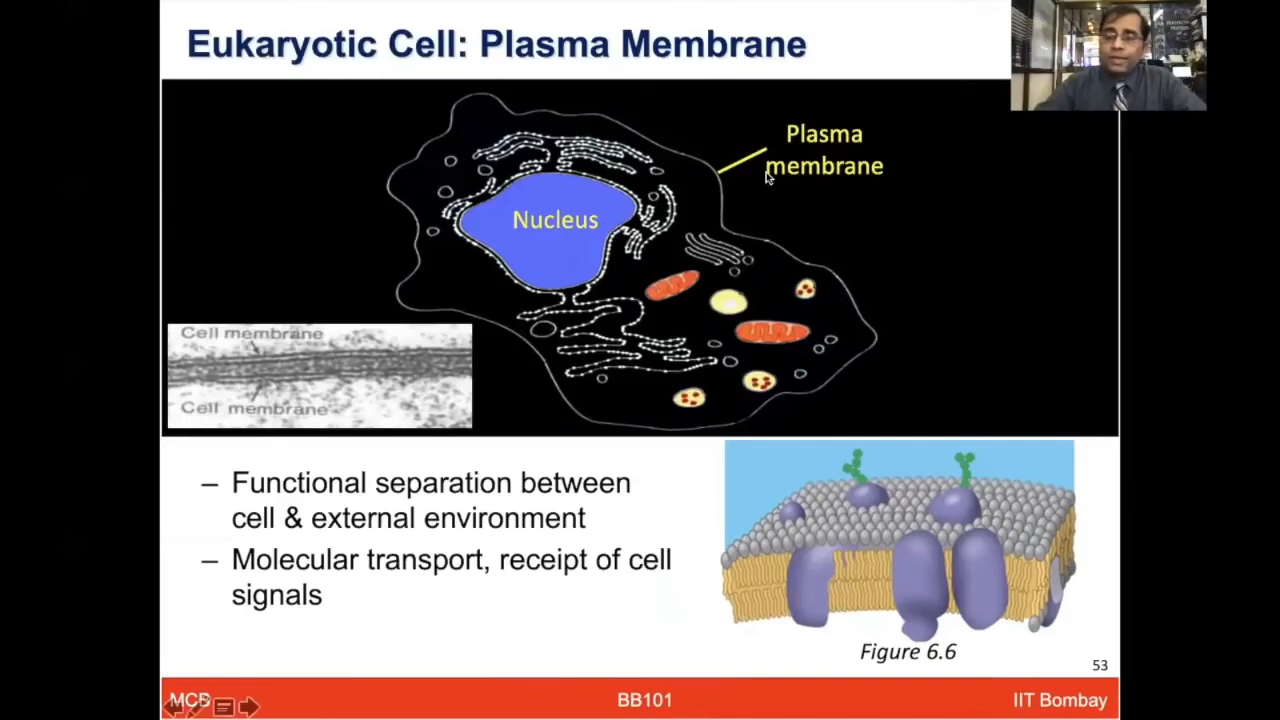 Eukaryotic Cell: Plasma Membrane
Plasma
membrane
Nucleus
Cell membrane
Cell membrane
– Functional separation between
cell & external environment
– Molecular transport, receipt of cell
signals
Figure 6.6
53
MCB
BB101
IIT Bombay